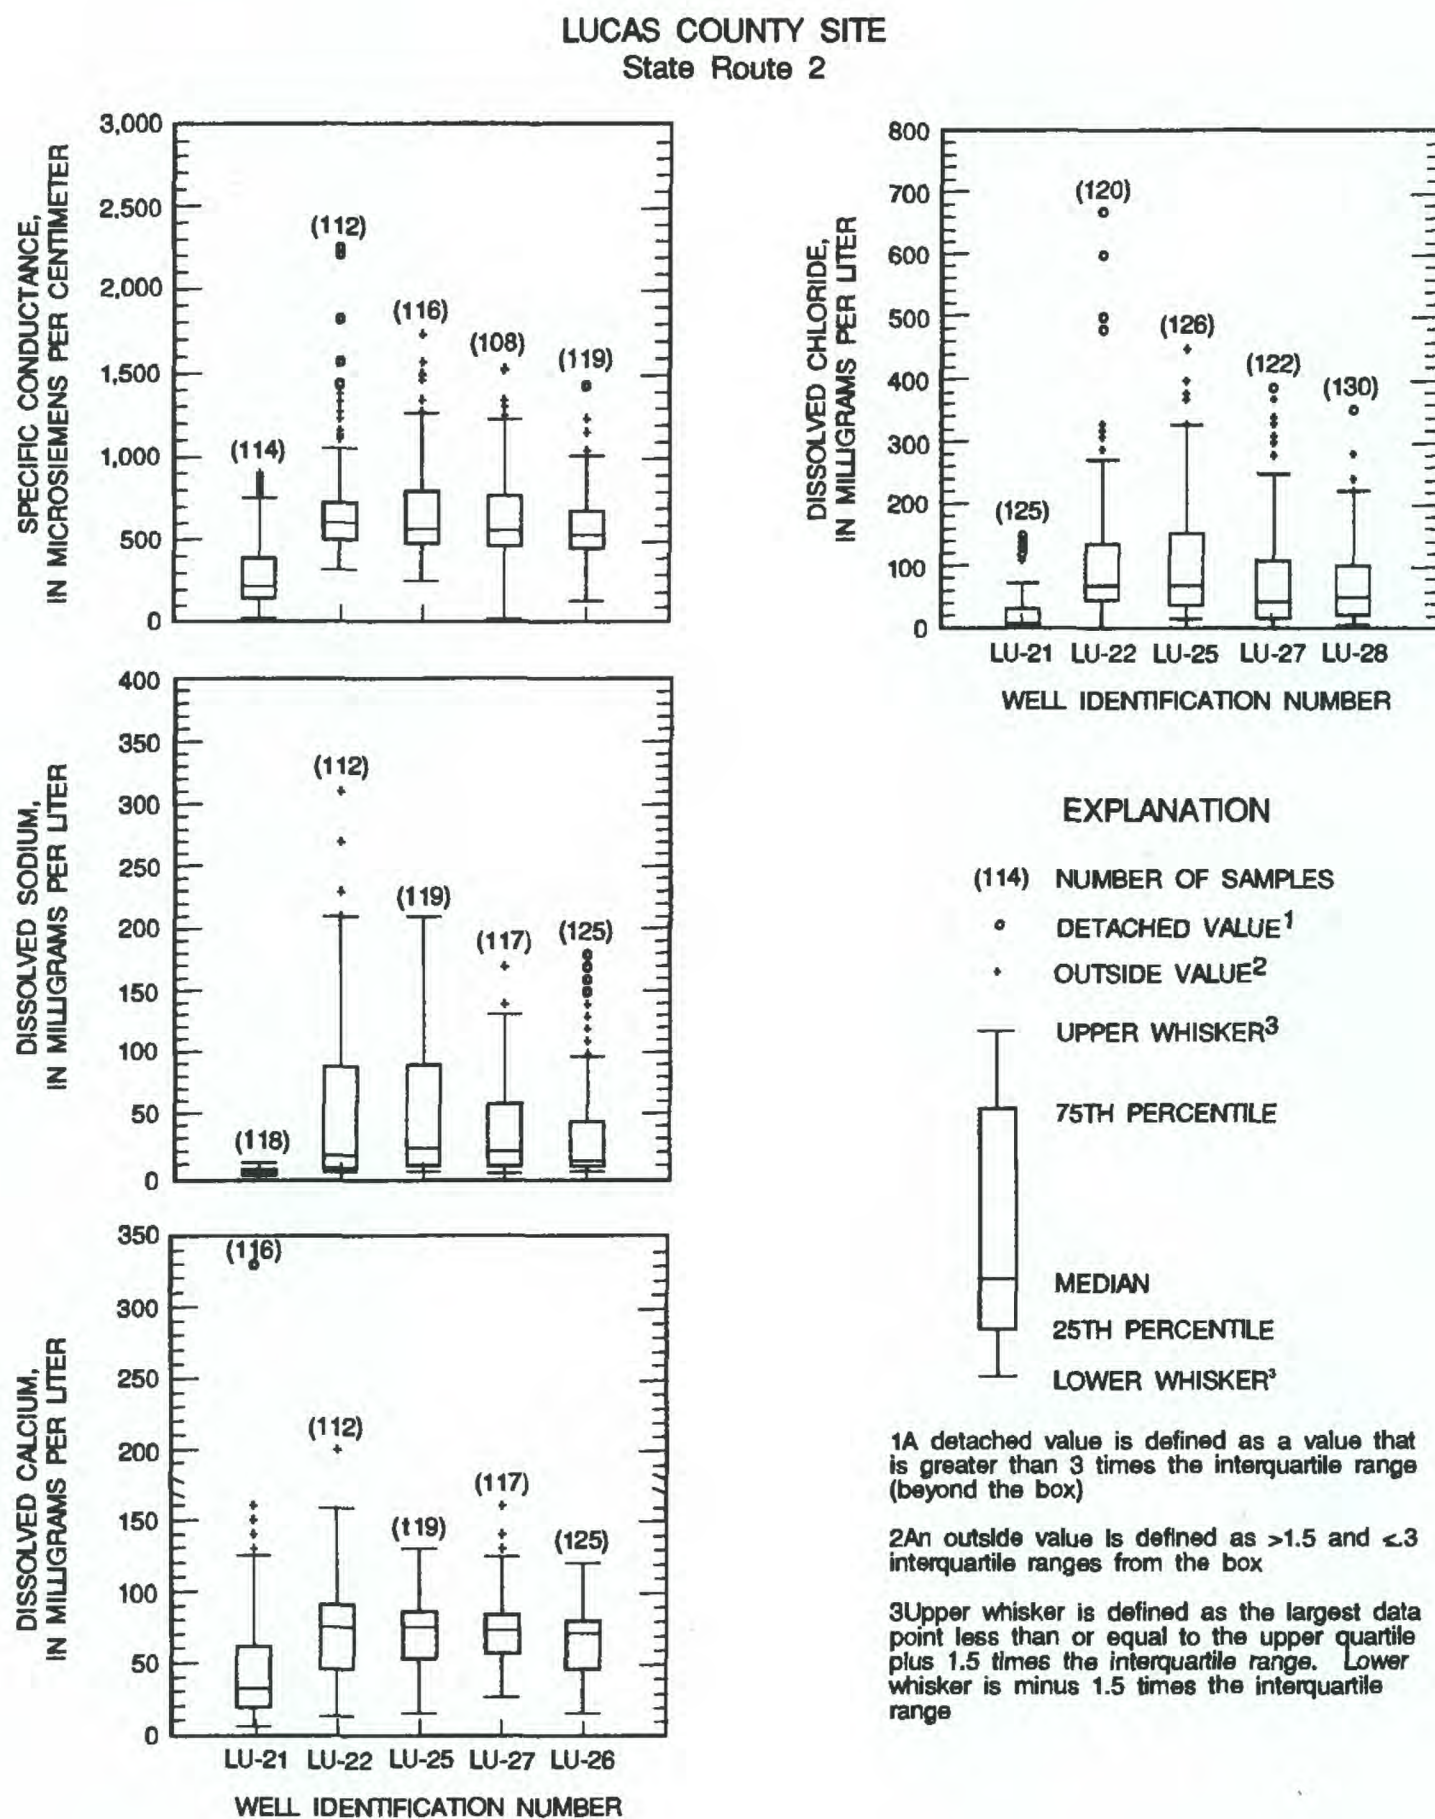 LUCAS COUNTY SITE
State Route 2
SPECIFIC CONDUCTANCE,
IN MICROSIEMENS PER CENTIMETER
3,000
2,500
2,000
1,500
1,000
500
0
(114)
(112)
(116)
(108)
(119)
DISSOLVED SODIUM,
IN MILLIGRAMS PER LITER
400
350
300
250
200
150
100
50
0
(118)
(112)
(119)
(117)
(125)
DISSOLVED CALCIUM,
IN MILLIGRAMS PER LITER
350
300
250
200
150
100
50
0
(116)
(112)
(119)
(117)
(125)
LU-21 LU-22 LU-25 LU-27 LU-26
WELL IDENTIFICATION NUMBER
DISSOLVED CHLORIDE,
IN MILLIGRAMS PER LITER
800
700
600
500
400
300
200
100
0
(125)
(120)
(126)
(122)
(130)
LU-21 LU-22 LU-25 LU-27 LU-28
WELL IDENTIFICATION NUMBER
EXPLANATION
(114) NUMBER OF SAMPLES
DETACHED VALUE1
OUTSIDE VALUE2
UPPER WHISKER3
75TH PERCENTILE
MEDIAN
25TH PERCENTILE
LOWER WHISKER3
1A detached value is defined as a value that
is greater than 3 times the interquartile range
(beyond the box)
2An outside value is defined as >1.5 and ≤3
interquartile ranges from the box
3Upper whisker is defined as the largest data
point less than or equal to the upper quartile
plus 1.5 times the interquartile range. Lower
whisker is minus 1.5 times the interquartile
range